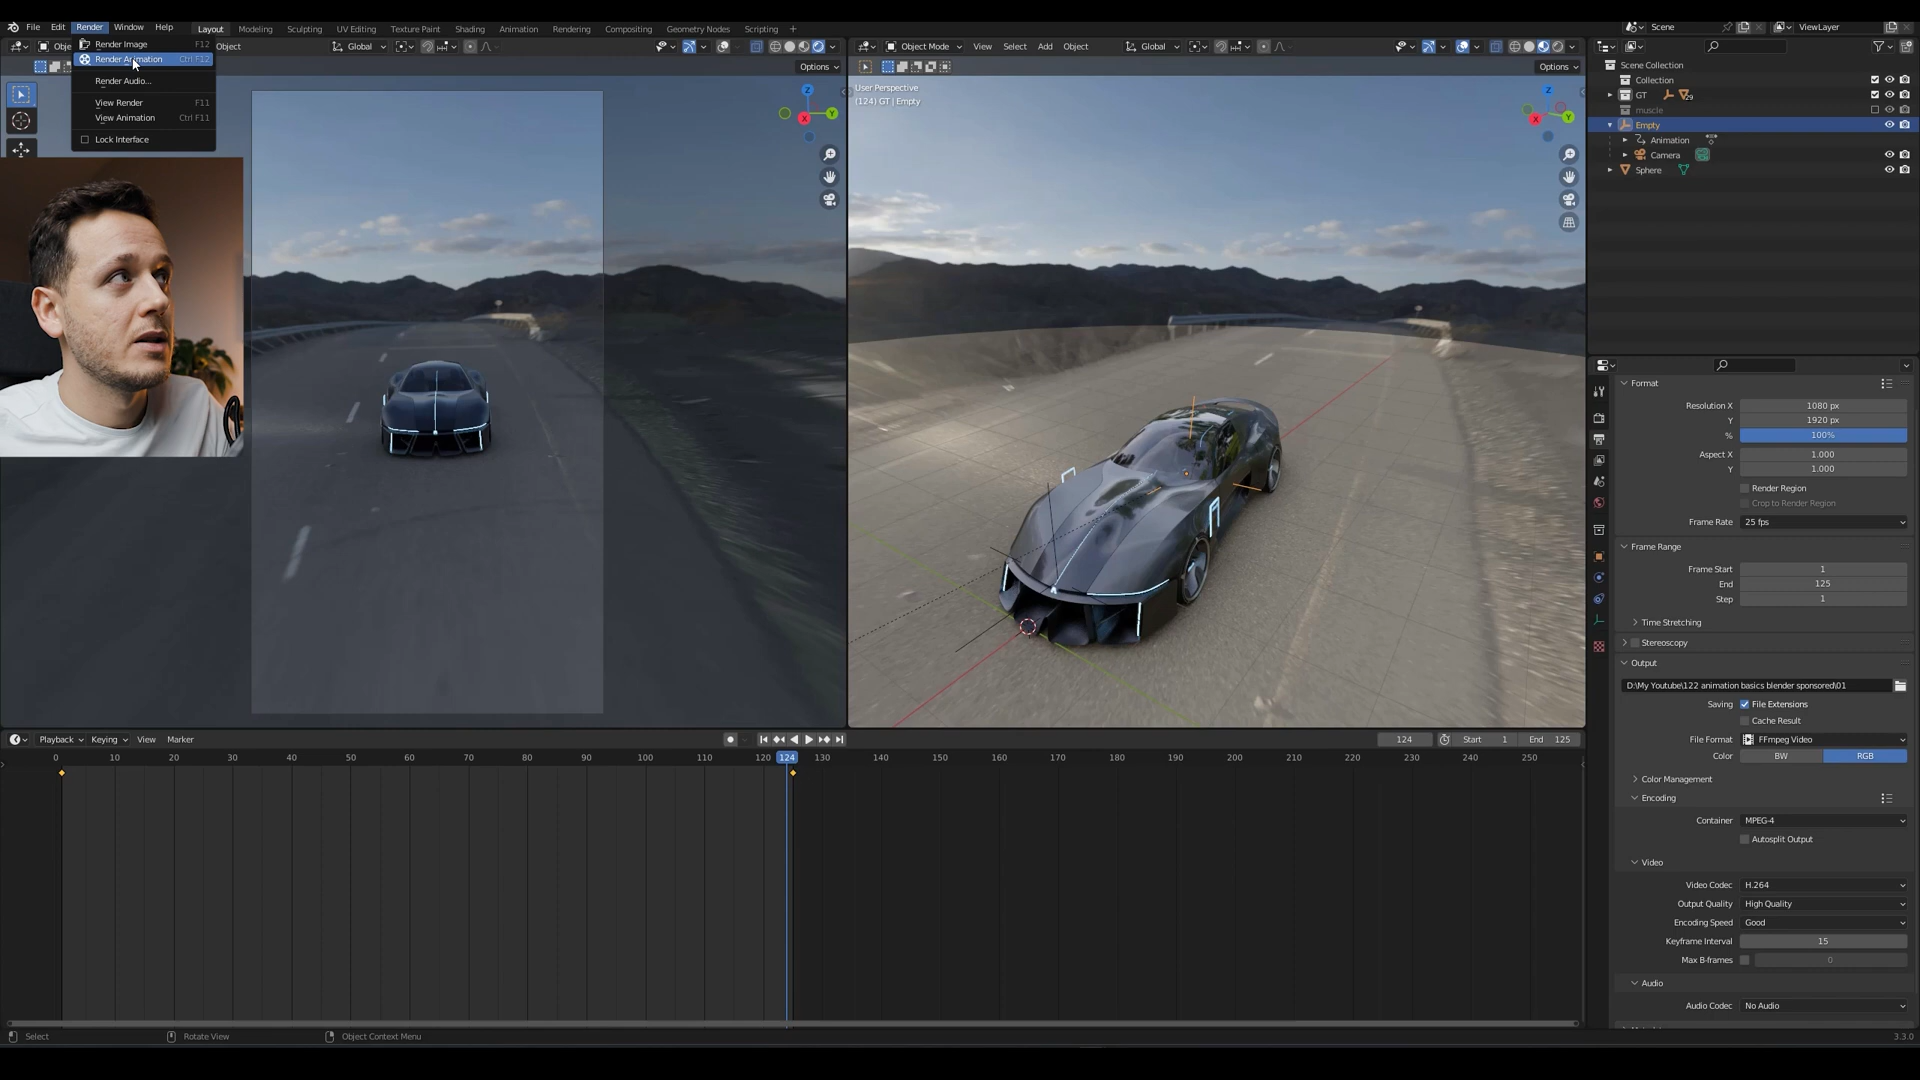 File Edit Render Window Help Layout Modeling Sculpting UV Editing Texture Paint Shading Animation Rendering Compositing Geometry Nodes Scripting Scene ViewLayer
Render Image F12
Render Animation Ctrl F12
Render Audio...
View Render F11
View Animation Ctrl F11
Lock Interface
Obje
Object
Global
Options
Object Mode View Select Add Object Global
Options
User Perspective
(124) GT | Empty
Z
Y
X
Z
Y
X
Scene Collection
Collection
GT 29
muscle
Empty
Animation
Camera
Sphere
Format
Resolution X 1080 px
Y 1920 px
% 100%
Aspect X 1.000
Y 1.000
Render Region
Crop to Render Region
Frame Rate 25 fps
Frame Range
Frame Start 1
End 125
Step 1
Time Stretching
Stereoscopy
Output
D:\My Youtube\122 animation basics blender sponsored\01
Saving File Extensions
Cache Result
File Format FFmpeg Video
Color BW RGB
Color Management
Encoding
Container MPEG-4
Autosplit Output
Video
Video Codec H.264
Output Quality High Quality
Encoding Speed Good
Keyframe Interval 15
Max B-frames 0
Audio
Audio Codec No Audio
Playback Keying View Marker 124 Start 1 End 125
0 10 20 30 40 50 60 70 80 90 100 110 120 124 130 140 150 160 170 180 190 200 210 220 230 240 250
Select Rotate View Object Context Menu 3.3.0